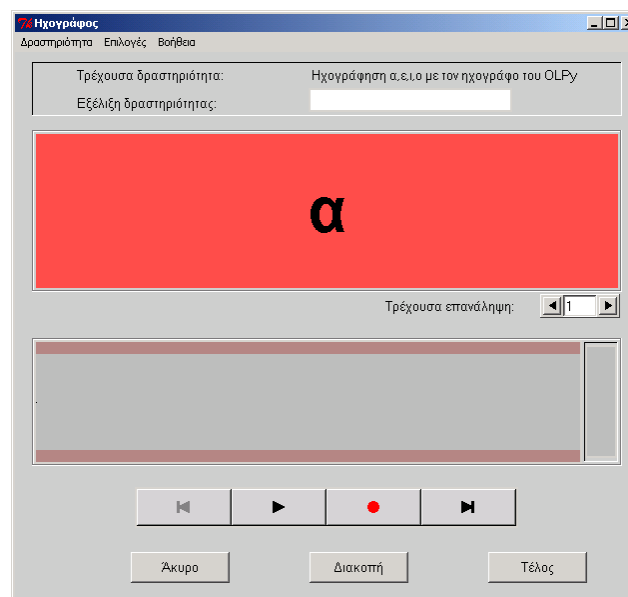 Ηχογράφος
Δραστηριότητα Επιλογές Βοήθεια
Τρέχουσα δραστηριότητα: Ηχογράφηση α,ε,ι,ο με τον ηχογράφο του OLPy
Εξέλιξη δραστηριότητας:
α
Τρέχουσα επανάληψη: 1
Άκυρο Διακοπή Τέλος